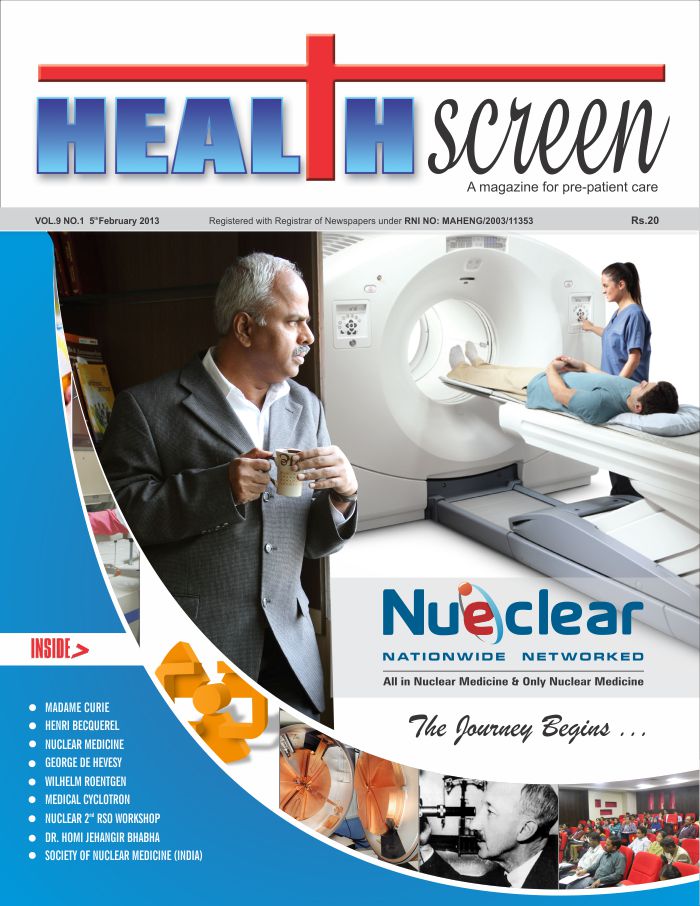 HEALTH screen
A magazine for pre-patient care
VOL.9 NO.1 5th February 2013 Registered with Registrar of Newspapers under RNI NO: MAHENG/2003/11353 Rs.20
Nueclear
NATIONWIDE NETWORKED
All in Nuclear Medicine & Only Nuclear Medicine
The Journey Begins ...
INSIDE >
● MADAME CURIE
● HENRI BECQUEREL
● NUCLEAR MEDICINE
● GEORGE DE HEVESY
● WILHELM ROENTGEN
● MEDICAL CYCLOTRON
● NUCLEAR 2nd RSO WORKSHOP
● DR. HOMI JEHANGIR BHABHA
● SOCIETY OF NUCLEAR MEDICINE (INDIA)